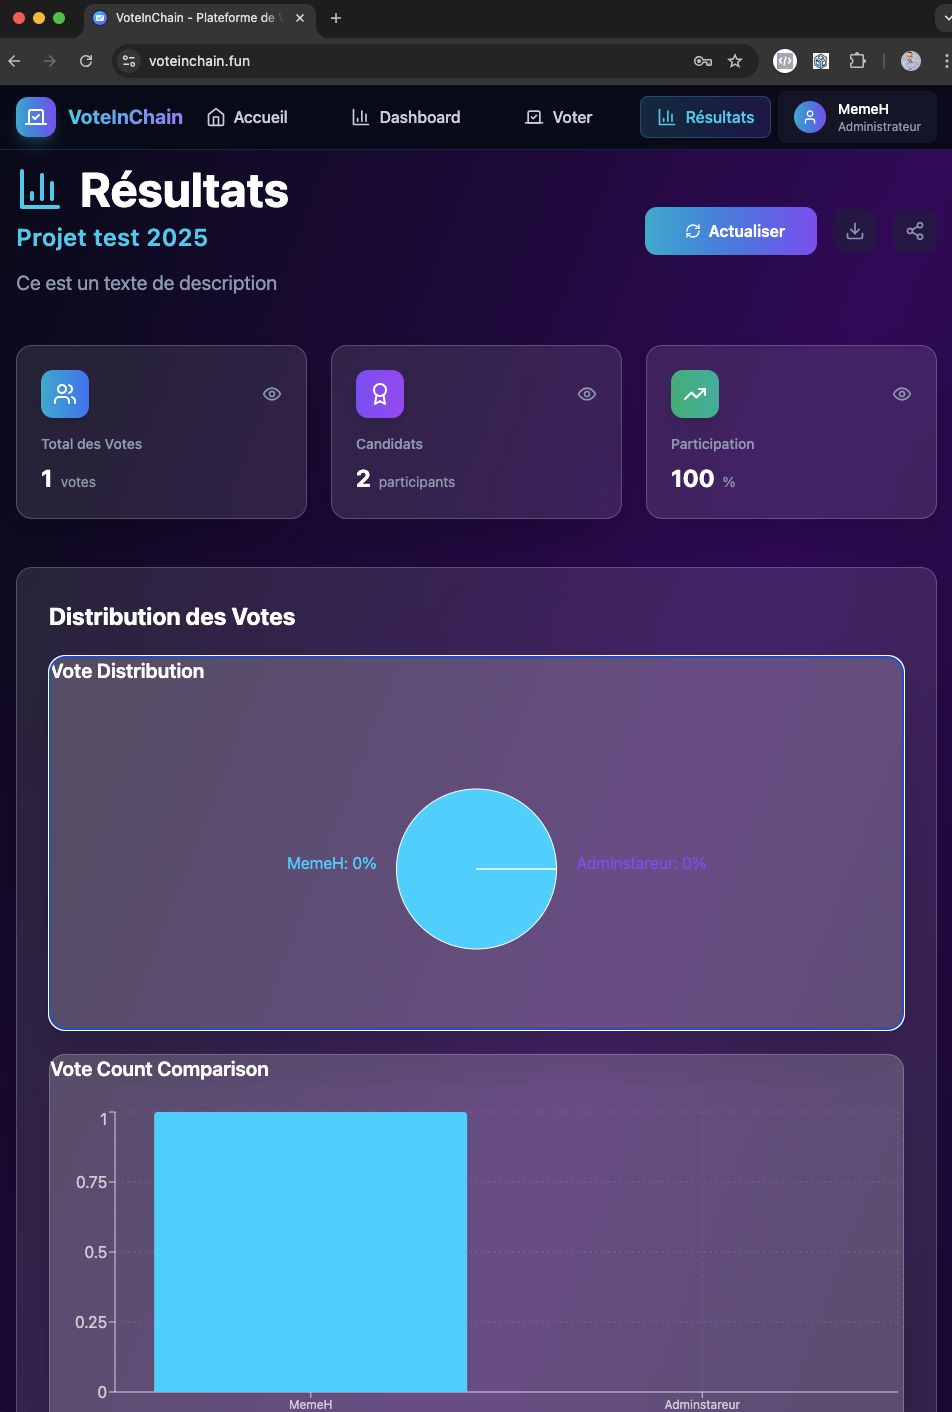 VoteInChain - Plateforme de
voteinchain.fun
VoteInChain
Accueil
Dashboard
Voter
Résultats
MemeH
Administrateur
Résultats
Projet test 2025
Ce est un texte de description
Actualiser
Total des Votes
1 votes
Candidats
2 participants
Participation
100 %
Distribution des Votes
Vote Distribution
MemeH: 0%
Adminstareur: 0%
Vote Count Comparison
1
0.75
0.5
0.25
0
MemeH
Adminstareur